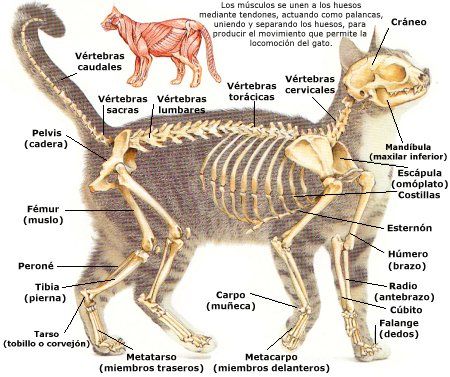 Los músculos se unen a los huesos
mediante tendones, actuando como palancas,
uniendo y separando los huesos, para
producir el movimiento que permite la
locomoción del gato.
Cráneo
Vértebras
caudales
Vértebras
sacras
Vértebras
lumbares
Vértebras
torácicas
Vértebras
cervicales
Pelvis
(cadera)
Mandíbula
(maxilar inferior)
Escápula
(omóplato)
Costillas
Fémur
(muslo)
Esternón
Húmero
(brazo)
Peroné
Tibia
(pierna)
Carpo
(muñeca)
Radio
(antebrazo)
Cúbito
Tarso
(tobillo o corvejón)
Falange
(dedos)
Metatarso
(miembros traseros)
Metacarpo
(miembros delanteros)